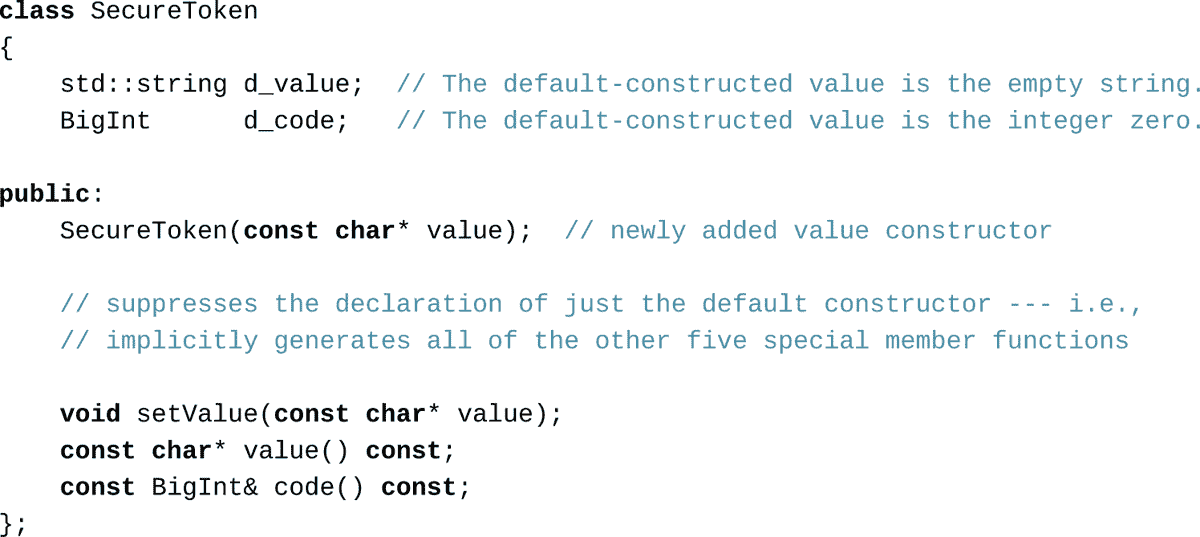 class SecureToken
{
    std::string d_value;  // The default-constructed value is the empty string.
    BigInt      d_code;   // The default-constructed value is the integer zero.

public:
    SecureToken(const char* value);  // newly added value constructor

    // suppresses the declaration of just the default constructor --- i.e.,
    // implicitly generates all of the other five special member functions

    void setValue(const char* value);
    const char* value() const;
    const BigInt& code() const;
};